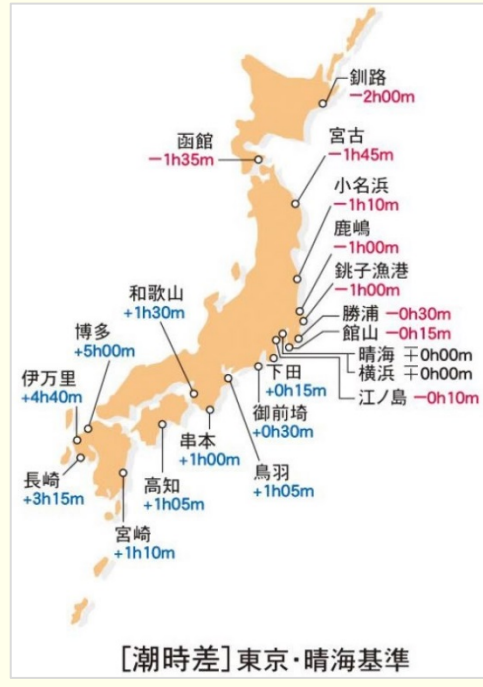 釧路
−2h00m
函館
−1h35m
宮古
−1h45m
小名浜
−1h10m
鹿嶋
−1h00m
銚子漁港
−1h00m
勝浦 −0h30m
館山 −0h15m
晴海 ∓0h00m
横浜 ∓0h00m
江ノ島 −0h10m
下田
+0h15m
御前埼
+0h30m
鳥羽
+1h05m
和歌山
+1h30m
串本
+1h00m
高知
+1h05m
博多
+5h00m
伊万里
+4h40m
長崎
+3h15m
宮崎
+1h10m
[潮時差]東京・晴海基準